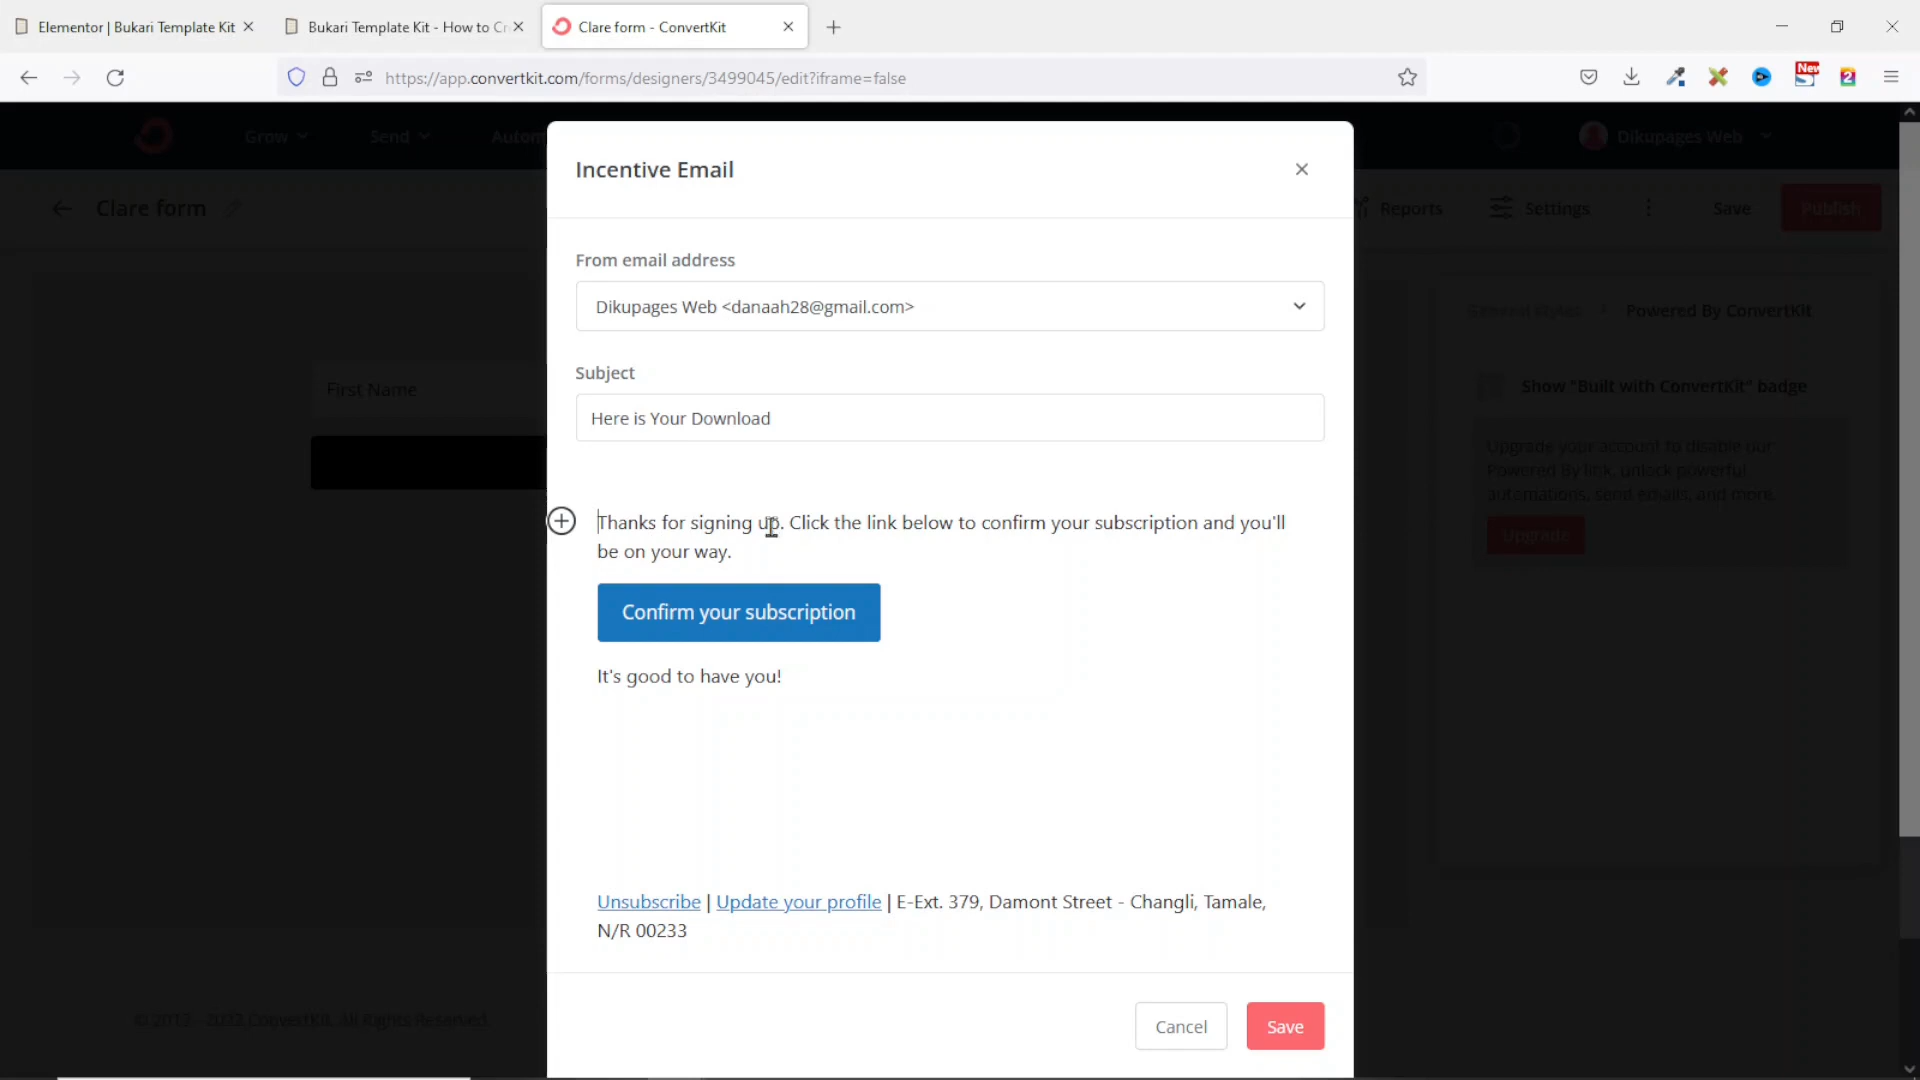 Elementor | Bukari Template Kit
Bukari Template Kit - How to Cr
Clare form - ConvertKit
https://app.convertkit.com/forms/designers/3499045/edit?iframe=false
New
2
Grow
Send
Autom
Dikupages Web
Clare form
Reports
Settings
Save
Publish
Incentive Email
From email address
Dikupages Web <danaah28@gmail.com>
Subject
Here is Your Download
Thanks for signing up. Click the link below to confirm your subscription and you'll
be on your way.
Confirm your subscription
It's good to have you!
Unsubscribe | Update your profile | E-Ext. 379, Damont Street - Changli, Tamale,
N/R 00233
Cancel
Save
First Name
General Styles
Powered By ConvertKit
Show "Built with ConvertKit" badge
Upgrade your account to disable our
Powered By link, unlock powerful
automations, send emails, and more.
Upgrade
© 2013 - 2022 ConvertKit. All Rights Reserved.